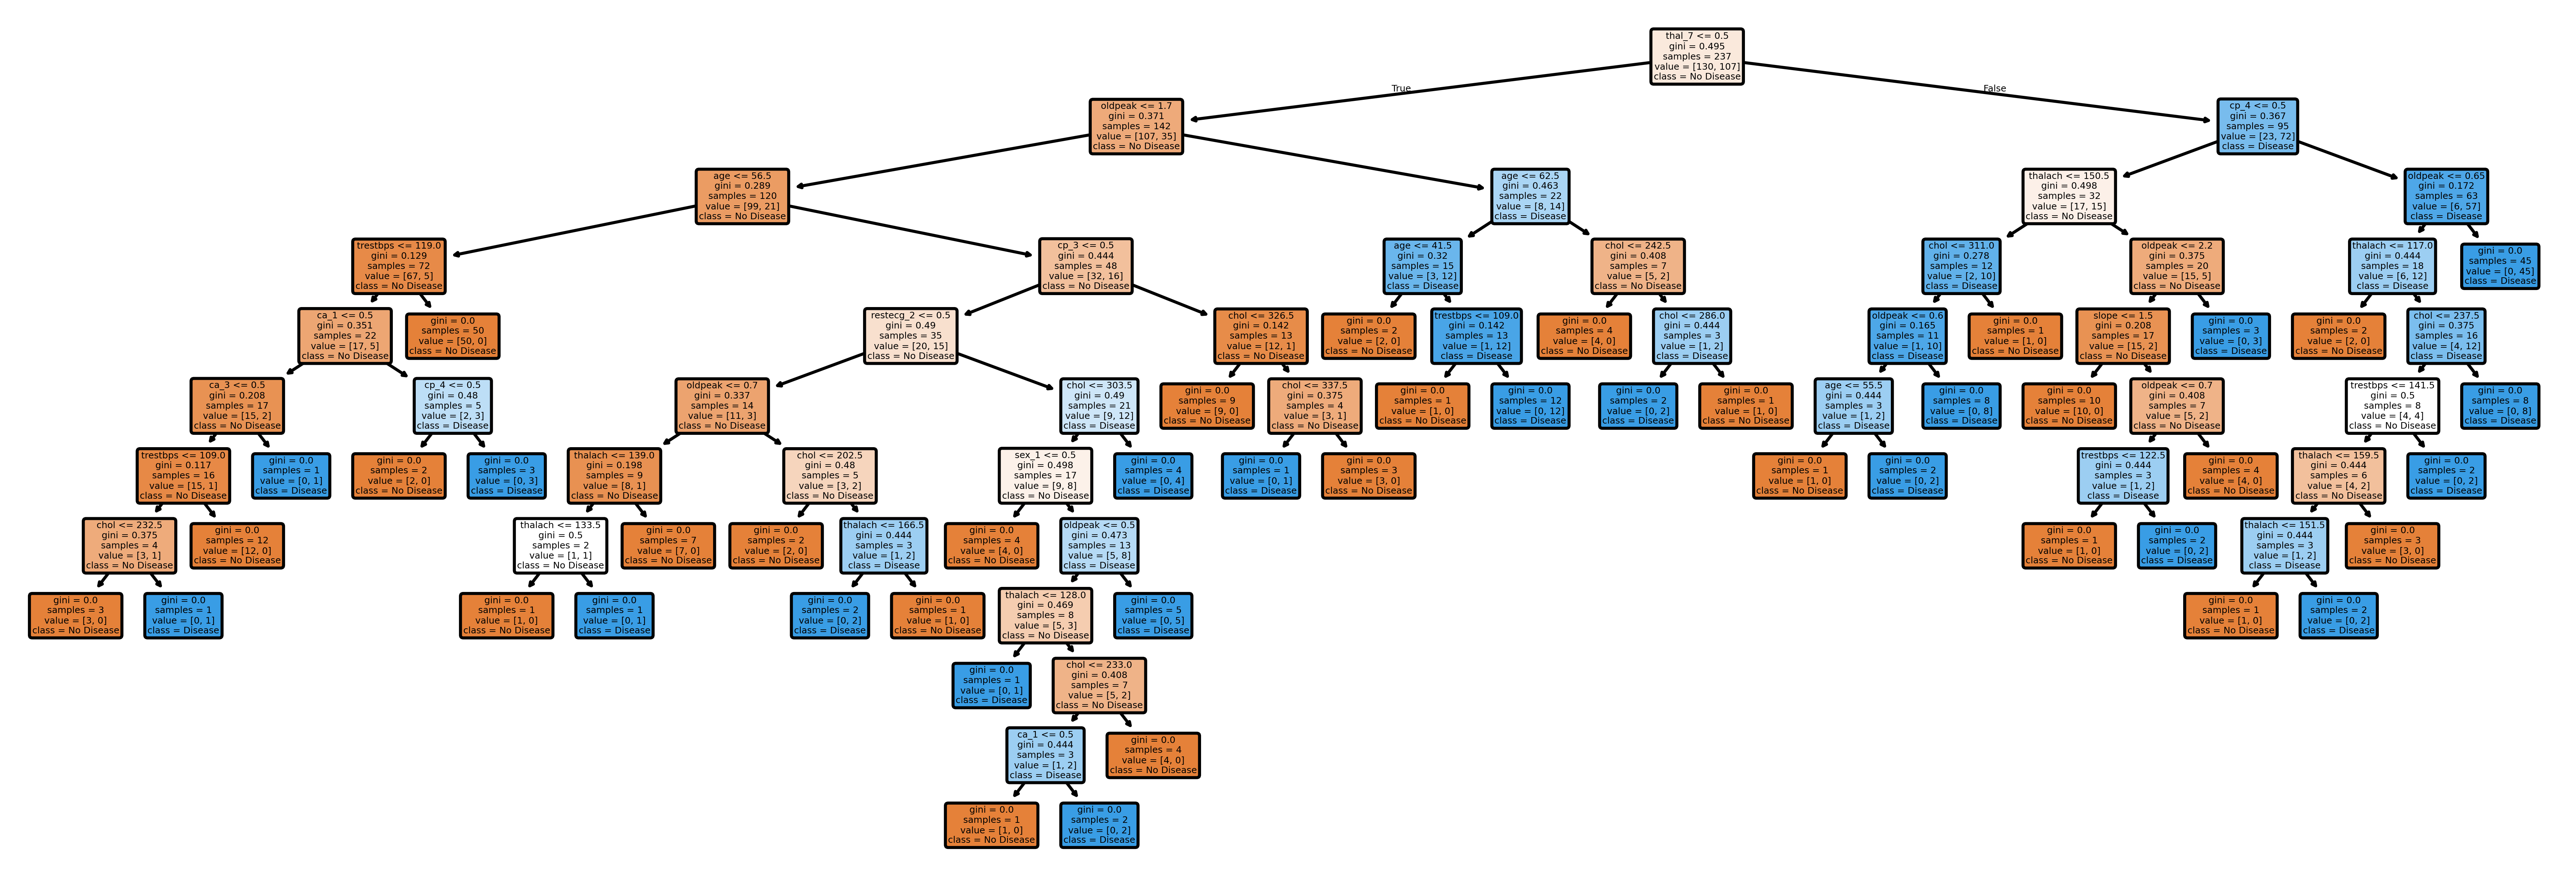 thal_7 <= 0.5
gini = 0.495
samples = 237
value = [130, 107]
class = No Disease
True
False
oldpeak <= 1.7
gini = 0.371
samples = 142
value = [107, 35]
class = No Disease
cp_4 <= 0.5
gini = 0.367
samples = 95
value = [23, 72]
class = Disease
age <= 56.5
gini = 0.289
samples = 120
value = [99, 21]
class = No Disease
age <= 62.5
gini = 0.463
samples = 22
value = [8, 14]
class = Disease
thalach <= 150.5
gini = 0.498
samples = 32
value = [17, 15]
class = No Disease
oldpeak <= 0.65
gini = 0.172
samples = 63
value = [6, 57]
class = Disease
trestbps <= 119.0
gini = 0.129
samples = 72
value = [67, 5]
class = No Disease
cp_3 <= 0.5
gini = 0.444
samples = 48
value = [32, 16]
class = No Disease
age <= 41.5
gini = 0.32
samples = 15
value = [3, 12]
class = Disease
chol <= 242.5
gini = 0.408
samples = 7
value = [5, 2]
class = No Disease
chol <= 311.0
gini = 0.278
samples = 12
value = [2, 10]
class = Disease
oldpeak <= 2.2
gini = 0.375
samples = 20
value = [15, 5]
class = No Disease
thalach <= 117.0
gini = 0.444
samples = 18
value = [6, 12]
class = Disease
gini = 0.0
samples = 45
value = [0, 45]
class = Disease
ca_1 <= 0.5
gini = 0.351
samples = 22
value = [17, 5]
class = No Disease
gini = 0.0
samples = 50
value = [50, 0]
class = No Disease
restecg_2 <= 0.5
gini = 0.49
samples = 35
value = [20, 15]
class = No Disease
chol <= 326.5
gini = 0.142
samples = 13
value = [12, 1]
class = No Disease
gini = 0.0
samples = 2
value = [2, 0]
class = No Disease
trestbps <= 109.0
gini = 0.142
samples = 13
value = [1, 12]
class = Disease
gini = 0.0
samples = 4
value = [4, 0]
class = No Disease
chol <= 286.0
gini = 0.444
samples = 3
value = [1, 2]
class = Disease
oldpeak <= 0.6
gini = 0.165
samples = 11
value = [1, 10]
class = Disease
gini = 0.0
samples = 1
value = [1, 0]
class = No Disease
slope <= 1.5
gini = 0.208
samples = 17
value = [15, 2]
class = No Disease
gini = 0.0
samples = 3
value = [0, 3]
class = Disease
gini = 0.0
samples = 2
value = [2, 0]
class = No Disease
chol <= 237.5
gini = 0.375
samples = 16
value = [4, 12]
class = Disease
ca_3 <= 0.5
gini = 0.208
samples = 17
value = [15, 2]
class = No Disease
cp_4 <= 0.5
gini = 0.48
samples = 5
value = [2, 3]
class = Disease
oldpeak <= 0.7
gini = 0.337
samples = 14
value = [11, 3]
class = No Disease
chol <= 303.5
gini = 0.49
samples = 21
value = [9, 12]
class = Disease
gini = 0.0
samples = 9
value = [9, 0]
class = No Disease
chol <= 337.5
gini = 0.375
samples = 4
value = [3, 1]
class = No Disease
gini = 0.0
samples = 1
value = [1, 0]
class = No Disease
gini = 0.0
samples = 12
value = [0, 12]
class = Disease
gini = 0.0
samples = 2
value = [0, 2]
class = Disease
gini = 0.0
samples = 1
value = [1, 0]
class = No Disease
age <= 55.5
gini = 0.444
samples = 3
value = [1, 2]
class = Disease
gini = 0.0
samples = 8
value = [0, 8]
class = Disease
gini = 0.0
samples = 10
value = [10, 0]
class = No Disease
oldpeak <= 0.7
gini = 0.408
samples = 7
value = [5, 2]
class = No Disease
trestbps <= 141.5
gini = 0.5
samples = 8
value = [4, 4]
class = No Disease
gini = 0.0
samples = 8
value = [0, 8]
class = Disease
trestbps <= 109.0
gini = 0.117
samples = 16
value = [15, 1]
class = No Disease
gini = 0.0
samples = 1
value = [0, 1]
class = Disease
gini = 0.0
samples = 2
value = [2, 0]
class = No Disease
gini = 0.0
samples = 3
value = [0, 3]
class = Disease
thalach <= 139.0
gini = 0.198
samples = 9
value = [8, 1]
class = No Disease
chol <= 202.5
gini = 0.48
samples = 5
value = [3, 2]
class = No Disease
sex_1 <= 0.5
gini = 0.498
samples = 17
value = [9, 8]
class = No Disease
gini = 0.0
samples = 4
value = [0, 4]
class = Disease
gini = 0.0
samples = 1
value = [0, 1]
class = Disease
gini = 0.0
samples = 3
value = [3, 0]
class = No Disease
gini = 0.0
samples = 1
value = [1, 0]
class = No Disease
gini = 0.0
samples = 2
value = [0, 2]
class = Disease
trestbps <= 122.5
gini = 0.444
samples = 3
value = [1, 2]
class = Disease
gini = 0.0
samples = 4
value = [4, 0]
class = No Disease
thalach <= 159.5
gini = 0.444
samples = 6
value = [4, 2]
class = No Disease
gini = 0.0
samples = 2
value = [0, 2]
class = Disease
chol <= 232.5
gini = 0.375
samples = 4
value = [3, 1]
class = No Disease
gini = 0.0
samples = 12
value = [12, 0]
class = No Disease
thalach <= 133.5
gini = 0.5
samples = 2
value = [1, 1]
class = No Disease
gini = 0.0
samples = 7
value = [7, 0]
class = No Disease
gini = 0.0
samples = 2
value = [2, 0]
class = No Disease
thalach <= 166.5
gini = 0.444
samples = 3
value = [1, 2]
class = Disease
gini = 0.0
samples = 4
value = [4, 0]
class = No Disease
oldpeak <= 0.5
gini = 0.473
samples = 13
value = [5, 8]
class = Disease
gini = 0.0
samples = 1
value = [1, 0]
class = No Disease
gini = 0.0
samples = 2
value = [0, 2]
class = Disease
thalach <= 151.5
gini = 0.444
samples = 3
value = [1, 2]
class = Disease
gini = 0.0
samples = 3
value = [3, 0]
class = No Disease
gini = 0.0
samples = 3
value = [3, 0]
class = No Disease
gini = 0.0
samples = 1
value = [0, 1]
class = Disease
gini = 0.0
samples = 1
value = [1, 0]
class = No Disease
gini = 0.0
samples = 1
value = [0, 1]
class = Disease
gini = 0.0
samples = 2
value = [0, 2]
class = Disease
gini = 0.0
samples = 1
value = [1, 0]
class = No Disease
thalach <= 128.0
gini = 0.469
samples = 8
value = [5, 3]
class = No Disease
gini = 0.0
samples = 5
value = [0, 5]
class = Disease
gini = 0.0
samples = 1
value = [1, 0]
class = No Disease
gini = 0.0
samples = 2
value = [0, 2]
class = Disease
gini = 0.0
samples = 1
value = [0, 1]
class = Disease
chol <= 233.0
gini = 0.408
samples = 7
value = [5, 2]
class = No Disease
ca_1 <= 0.5
gini = 0.444
samples = 3
value = [1, 2]
class = Disease
gini = 0.0
samples = 4
value = [4, 0]
class = No Disease
gini = 0.0
samples = 1
value = [1, 0]
class = No Disease
gini = 0.0
samples = 2
value = [0, 2]
class = Disease